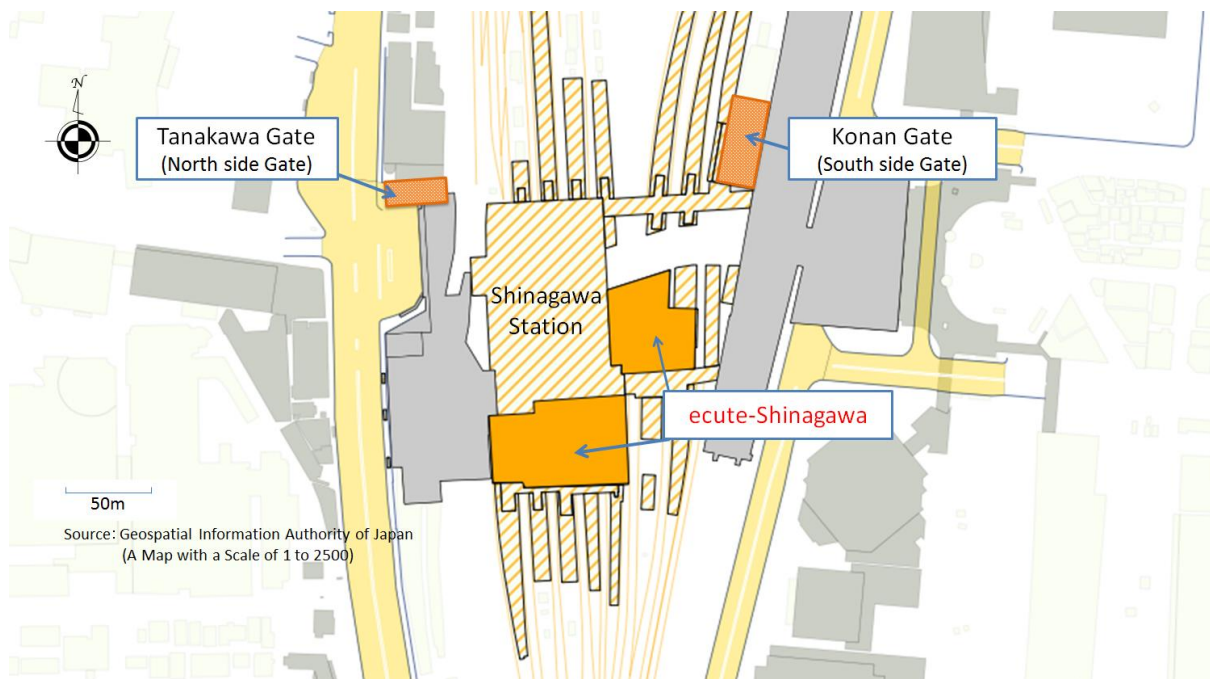 N
Tanakawa Gate
(North side Gate)
Konan Gate
(South side Gate)
Shinagawa
Station
ecute-Shinagawa
50m
Source: Geospatial Information Authority of Japan
(A Map with a Scale of 1 to 2500)